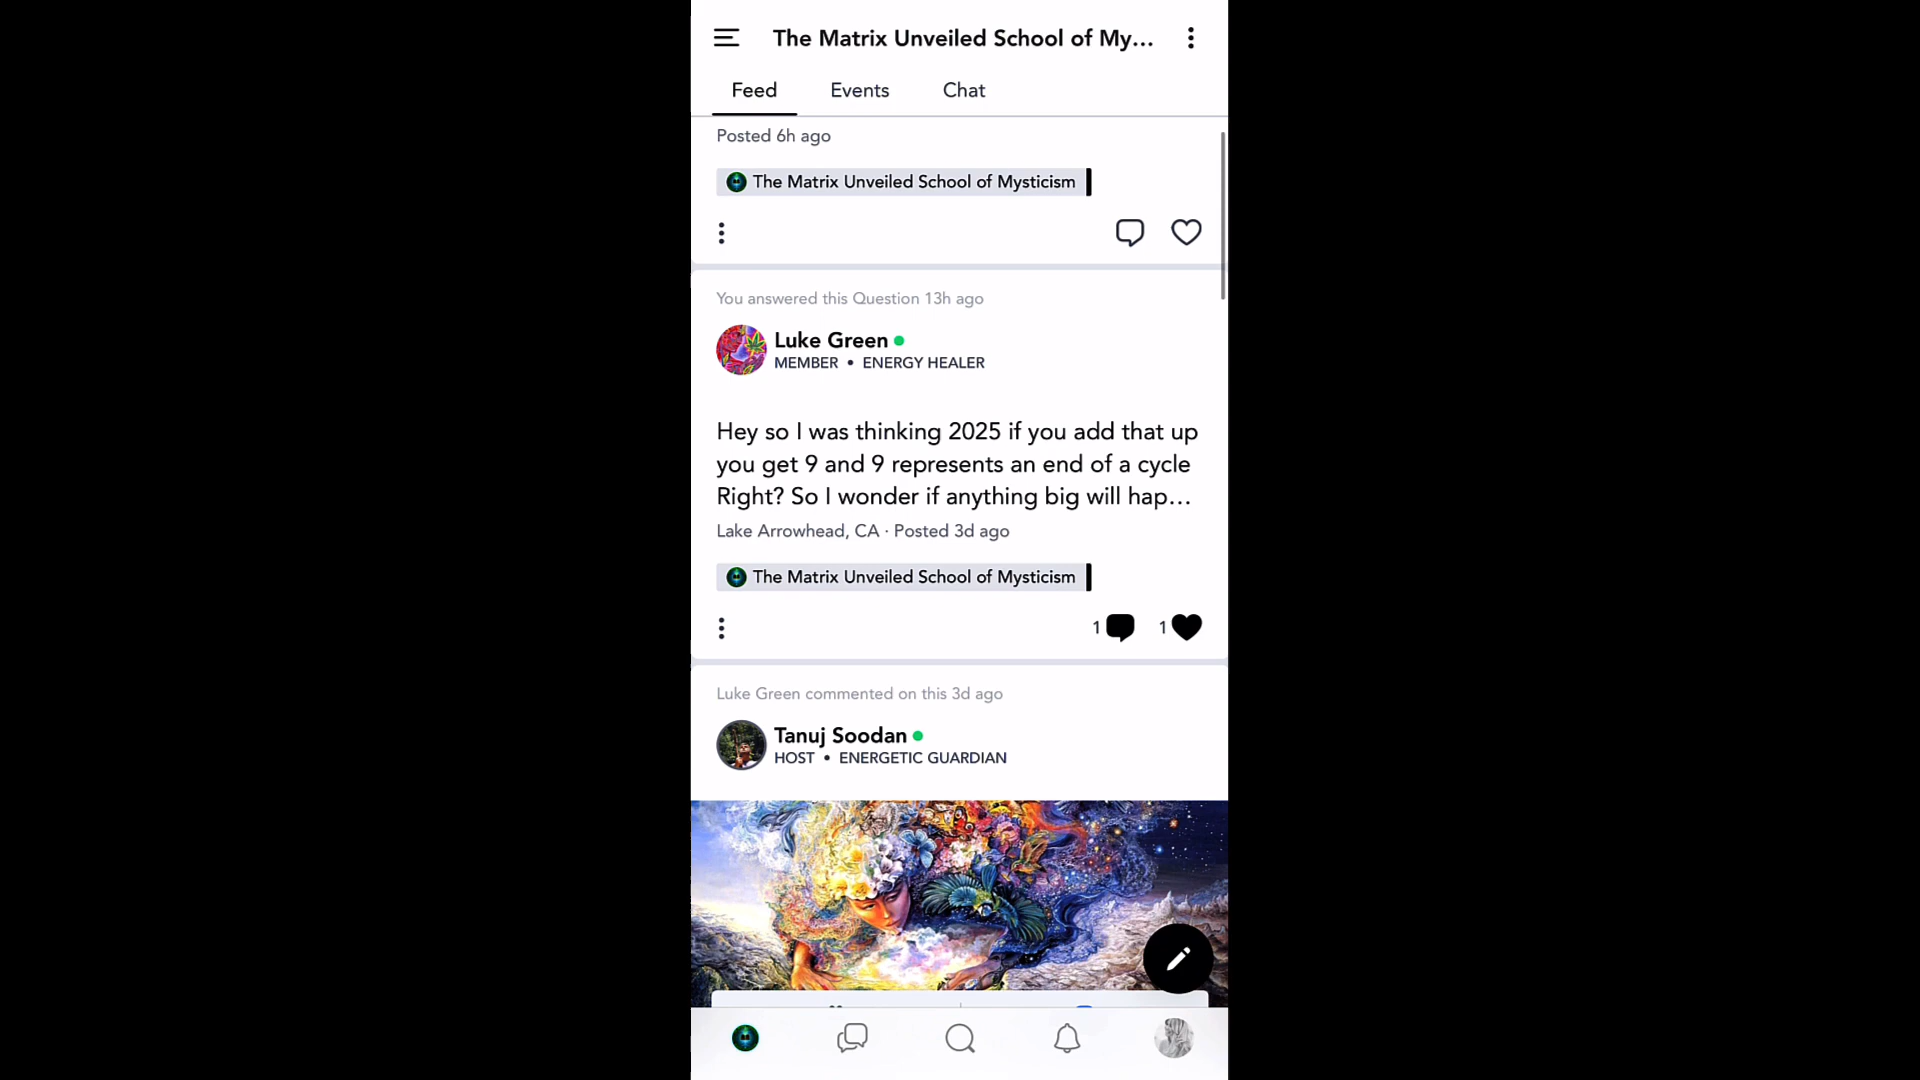 The Matrix Unveiled School of My...
Feed
Events
Chat
Posted 6h ago
The Matrix Unveiled School of Mysticism
You answered this Question 13h ago
Luke Green
MEMBER • ENERGY HEALER
Hey so I was thinking 2025 if you add that up
you get 9 and 9 represents an end of a cycle
Right? So I wonder if anything big will hap...
Lake Arrowhead, CA · Posted 3d ago
The Matrix Unveiled School of Mysticism
1
1
Luke Green commented on this 3d ago
Tanuj Soodan
HOST • ENERGETIC GUARDIAN